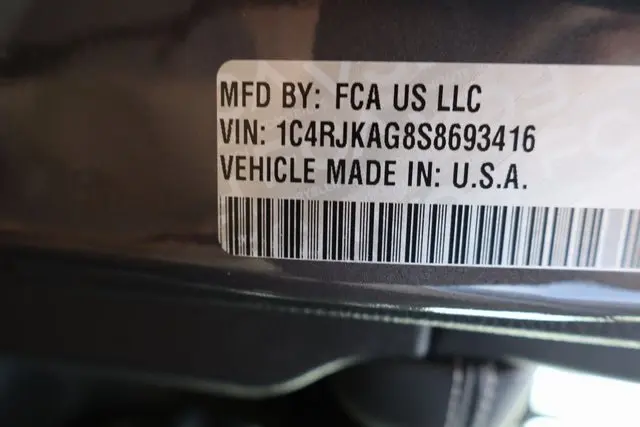 MFD BY: FCA US LLC
VIN: 1C4RJKAG8S8693416
VEHICLE MADE IN: U.S.A.